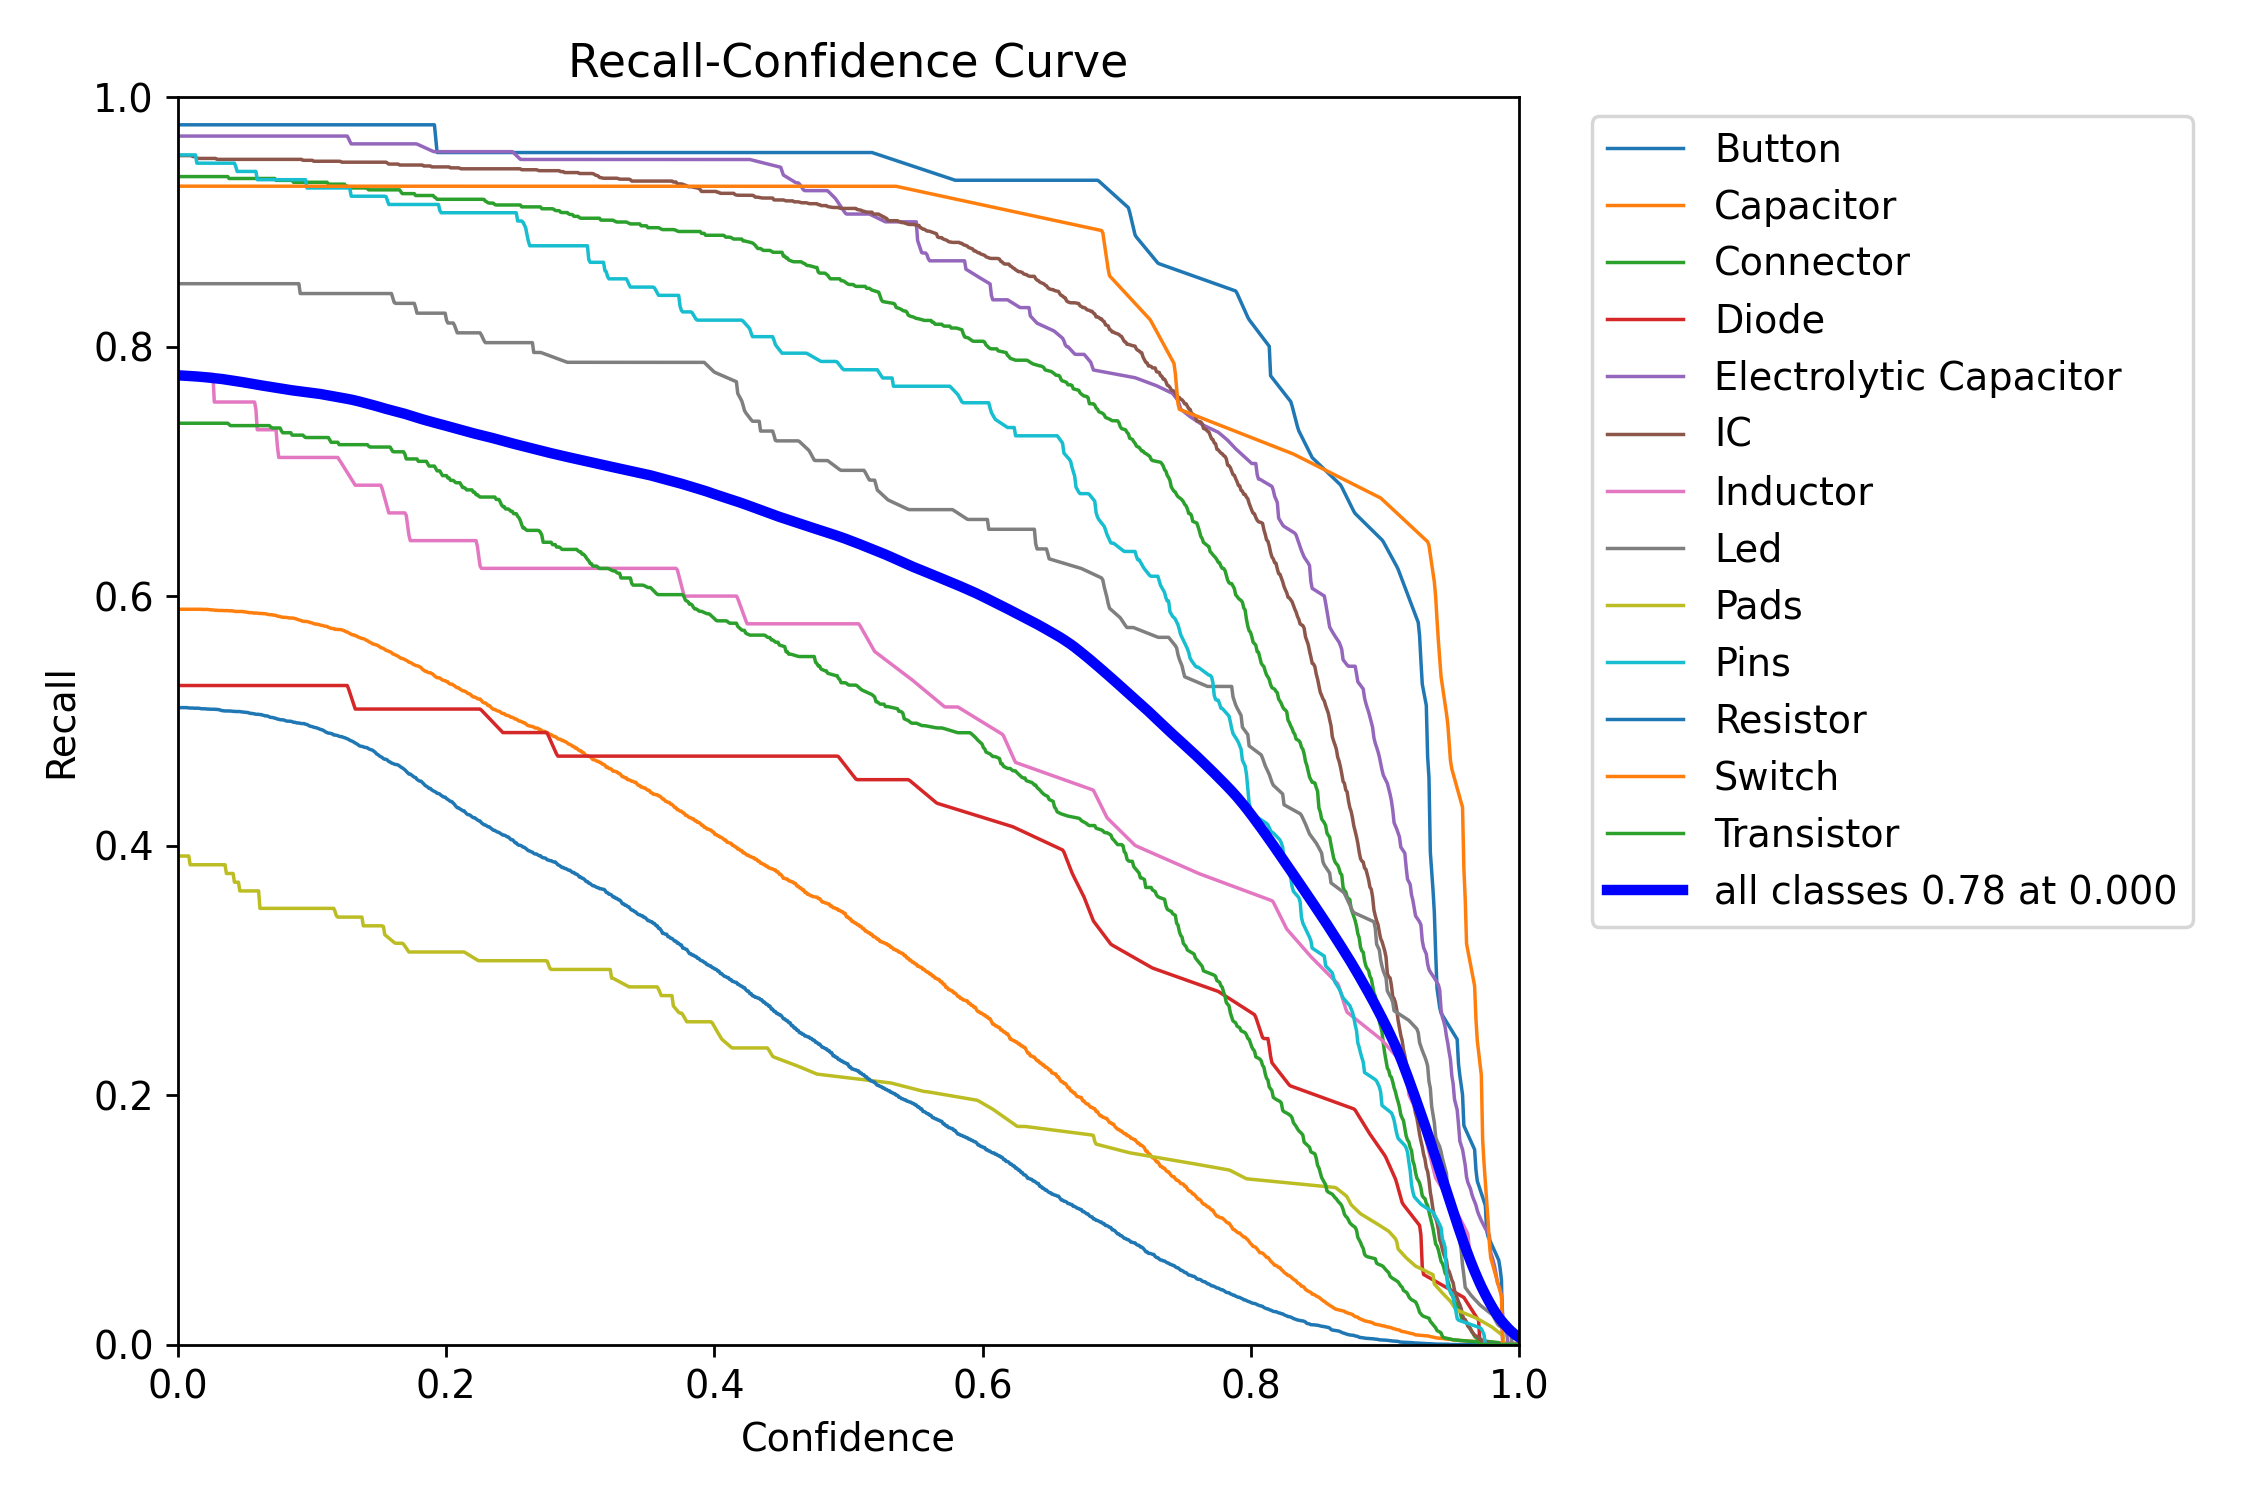 Recall-Confidence Curve
1.0
0.8
0.6
0.4
0.2
0.0
Recall
0.0 0.2 0.4 0.6 0.8 1.0
Confidence
Button
Capacitor
Connector
Diode
Electrolytic Capacitor
IC
Inductor
Led
Pads
Pins
Resistor
Switch
Transistor
all classes 0.78 at 0.000